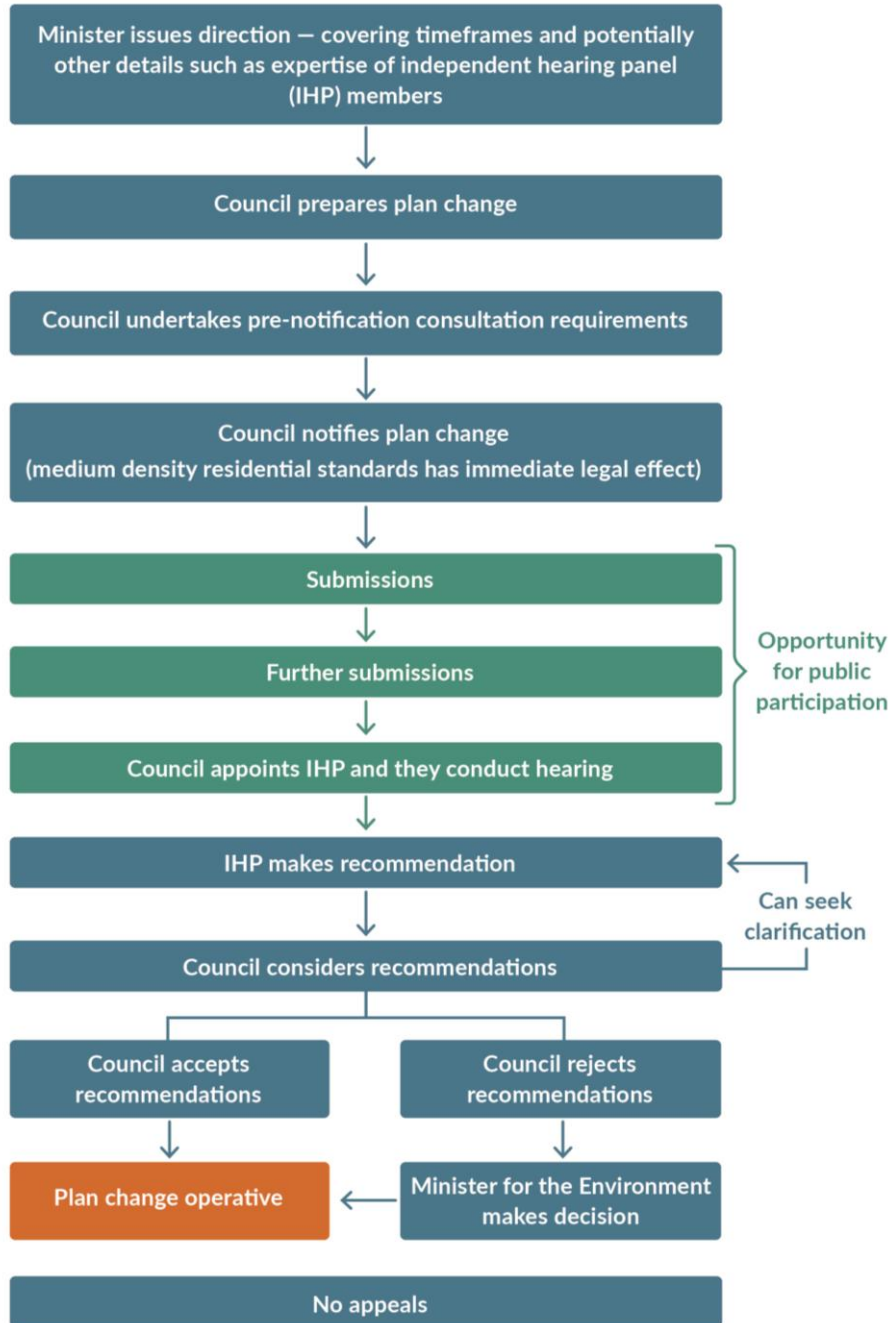 Minister issues direction — covering timeframes and potentially
other details such as expertise of independent hearing panel
(IHP) members
Council prepares plan change
Council undertakes pre-notification consultation requirements
Council notifies plan change
(medium density residential standards has immediate legal effect)
Submissions
Further submissions
Council appoints IHP and they conduct hearing
Opportunity
for public
participation
IHP makes recommendation
Can seek
clarification
Council considers recommendations
Council accepts
recommendations
Council rejects
recommendations
Plan change operative
Minister for the Environment
makes decision
No appeals